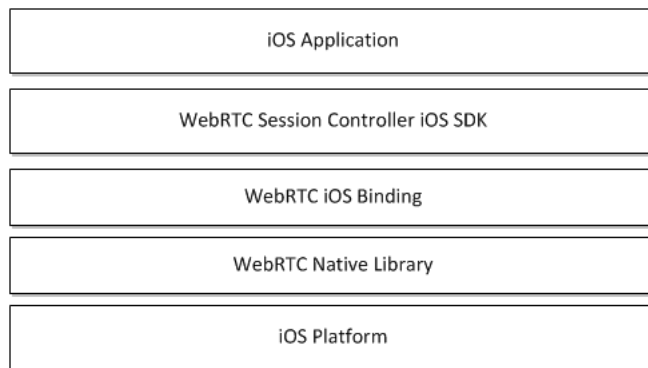 iOS Application
WebRTC Session Controller iOS SDK
WebRTC iOS Binding
WebRTC Native Library
iOS Platform